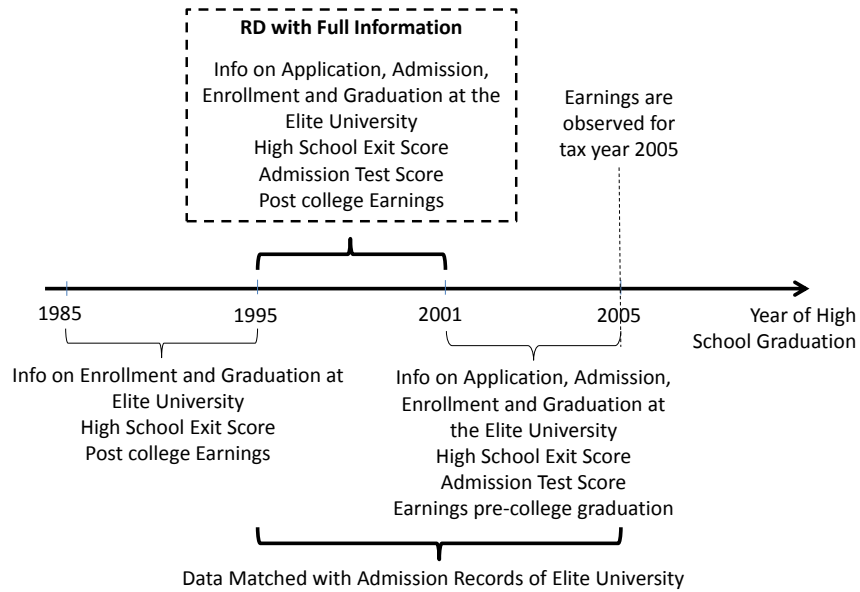 RD with Full Information
Info on Application, Admission,
Enrollment and Graduation at the
Elite University
High School Exit Score
Admission Test Score
Post college Earnings
Earnings are
observed for
tax year 2005
1985
1995
2001
2005
Year of High
School Graduation
Info on Enrollment and Graduation at
Elite University
High School Exit Score
Post college Earnings
Info on Application, Admission,
Enrollment and Graduation at
the Elite University
High School Exit Score
Admission Test Score
Earnings pre-college graduation
Data Matched with Admission Records of Elite University